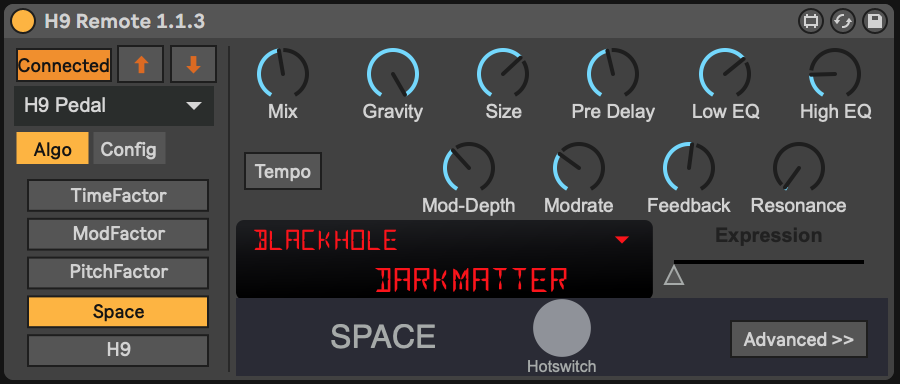 H9 Remote 1.1.3
Connected
H9 Pedal
Algo Config
TimeFactor
ModFactor
PitchFactor
Space
H9
Mix Gravity Size Pre Delay Low EQ High EQ
Tempo
Mod-Depth Modrate Feedback Resonance
BLACKHOLE
DARKMATTER
Expression
SPACE
Hotswitch
Advanced >>